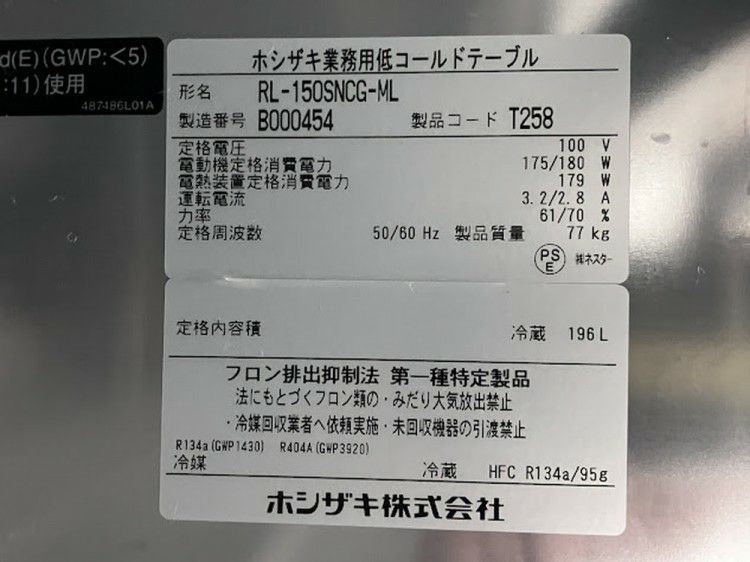 d(E)(GWP:<5)
:11)使用
487486L01A
ホシザキ業務用低コールドテーブル
形名 RL-150SNCG-ML
製造番号 B000454 製品コード T258
定格電圧 100 V
電動機定格消費電力 175/180 W
電熱装置定格消費電力 179 W
運転電流 3.2/2.8 A
力率 61/70 %
定格周波数 50/60 Hz 製品質量 77 kg
PS E ㈱ネスター
定格内容積 冷蔵 196L
フロン排出抑制法 第一種特定製品
法にもとづくフロン類の・みだり大気放出禁止
・冷媒回収業者へ依頼実施・未回収機器の引渡禁止
R134a(GWP1430) R404A(GWP3920)
冷媒 冷蔵 HFC R134a/95g
ホシザキ株式会社